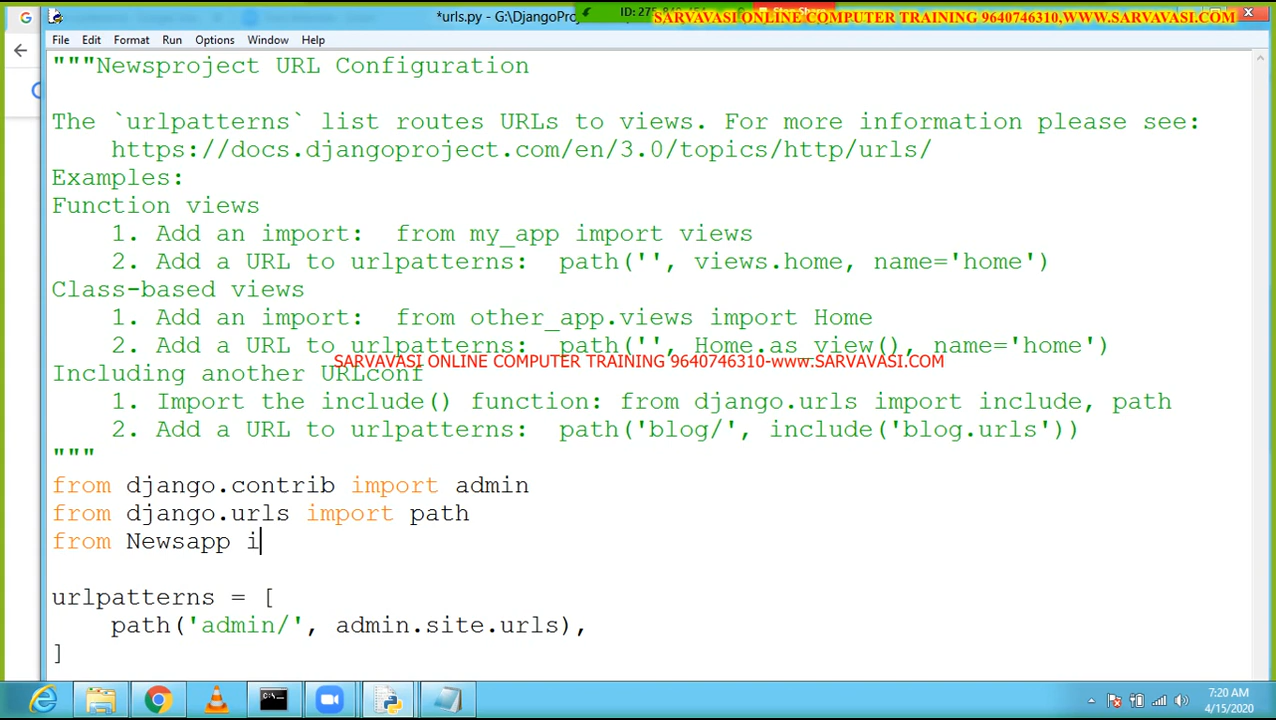 *urls.py - G:\DjangoProj
ID: 275-
SARVAVASI ONLINE COMPUTER TRAINING 9640746310,WWW.SARVAVASI.COM
File Edit Format Run Options Window Help
"""Newsproject URL Configuration
The `urlpatterns` list routes URLs to views. For more information please see:
https://docs.djangoproject.com/en/3.0/topics/http/urls/
Examples:
Function views
1. Add an import:  from my_app import views
2. Add a URL to urlpatterns:  path('', views.home, name='home')
Class-based views
1. Add an import:  from other_app.views import Home
2. Add a URL to urlpatterns:  path('', Home.as_view(), name='home')
SARVAVASI ONLINE COMPUTER TRAINING 9640746310-www.SARVAVASI.COM
Including another URLconf
1. Import the include() function: from django.urls import include, path
2. Add a URL to urlpatterns:  path('blog/', include('blog.urls'))
"""
from django.contrib import admin
from django.urls import path
from Newsapp i
urlpatterns = [
path('admin/', admin.site.urls),
]
7:20 AM
4/15/2020